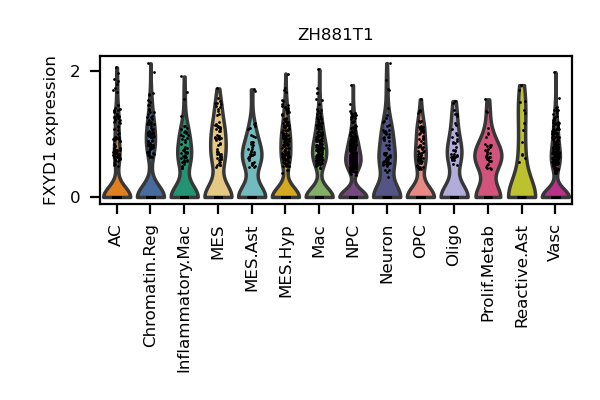 ZH881T1
FXYD1 expression
2
0
AC
Chromatin.Reg
Inflammatory.Mac
MES
MES.Ast
MES.Hyp
Mac
NPC
Neuron
OPC
Oligo
Prolif.Metab
Reactive.Ast
Vasc